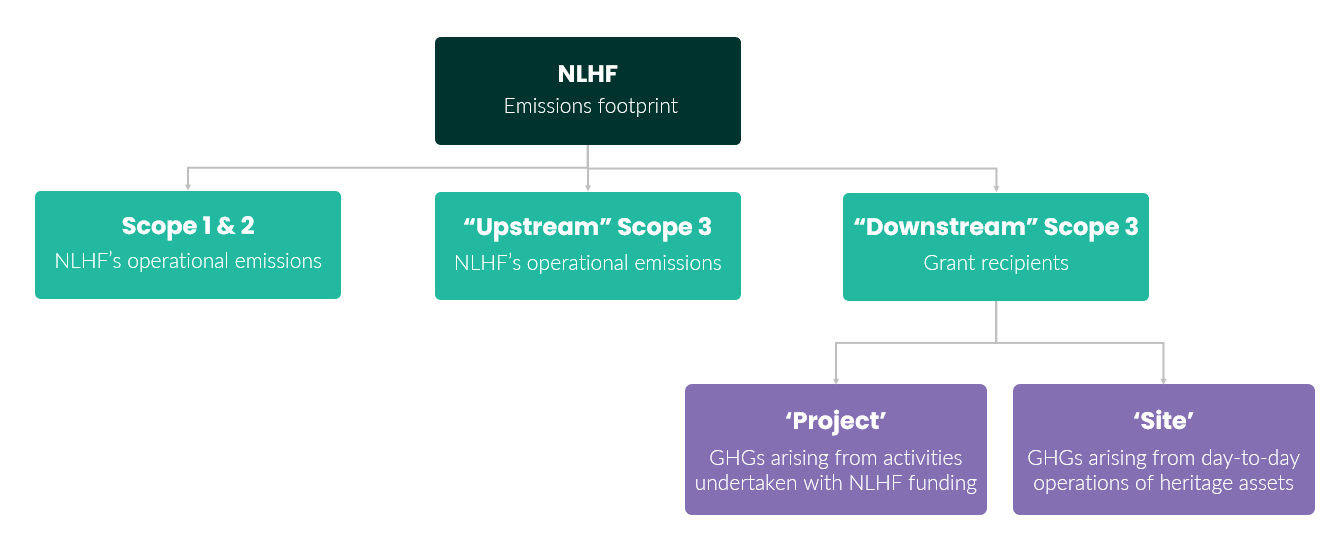 NLHF
Emissions footprint
Scope 1 & 2
NLHF’s operational emissions
“Upstream” Scope 3
NLHF’s operational emissions
“Downstream” Scope 3
Grant recipients
‘Project’
GHGs arising from activities
undertaken with NLHF funding
‘Site’
GHGs arising from day-to-day
operations of heritage assets